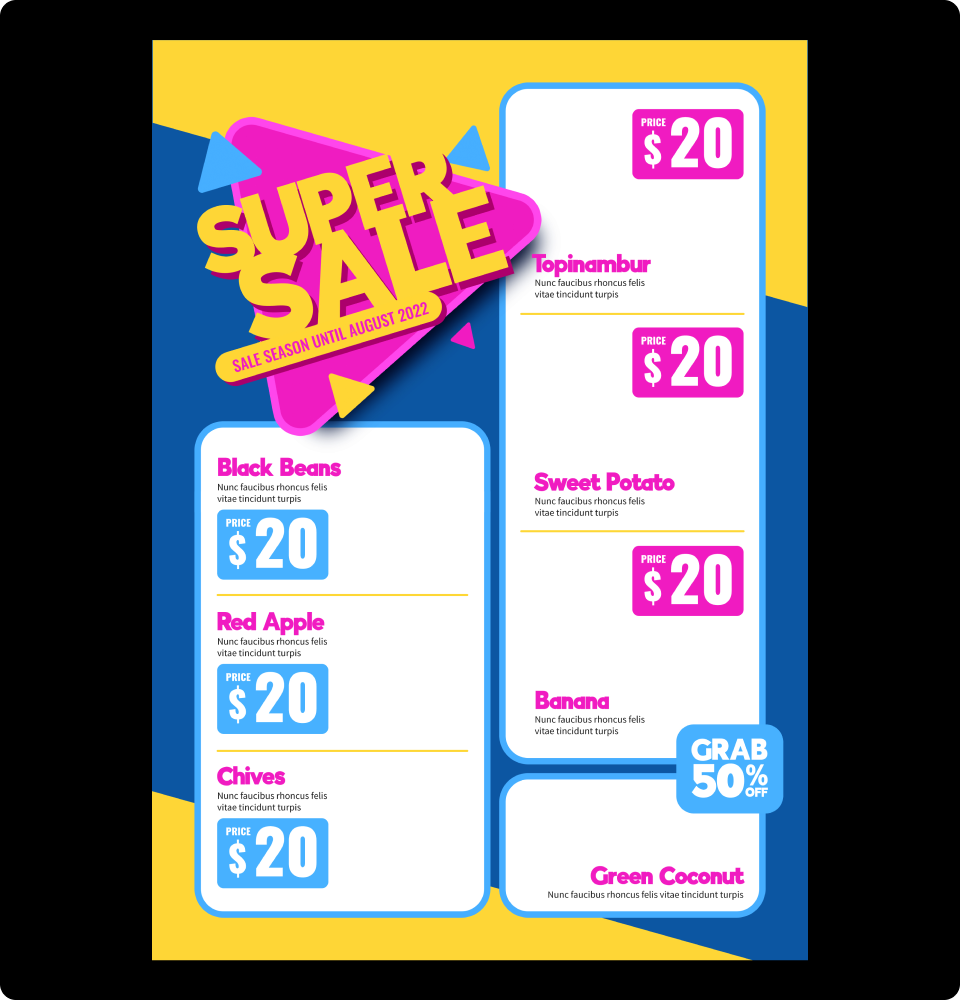 SUPER
SALE
SALE SEASON UNTIL AUGUST 2022
Black Beans
Nunc faucibus rhoncus felis
vitae tincidunt turpis
PRICE
$ 20
Red Apple
Nunc faucibus rhoncus felis
vitae tincidunt turpis
PRICE
$ 20
Chives
Nunc faucibus rhoncus felis
vitae tincidunt turpis
PRICE
$ 20
PRICE
$ 20
Topinambur
Nunc faucibus rhoncus felis
vitae tincidunt turpis
PRICE
$ 20
Sweet Potato
Nunc faucibus rhoncus felis
vitae tincidunt turpis
PRICE
$ 20
Banana
Nunc faucibus rhoncus felis
vitae tincidunt turpis
GRAB
50%
OFF
Green Coconut
Nunc faucibus rhoncus felis vitae tincidunt turpis